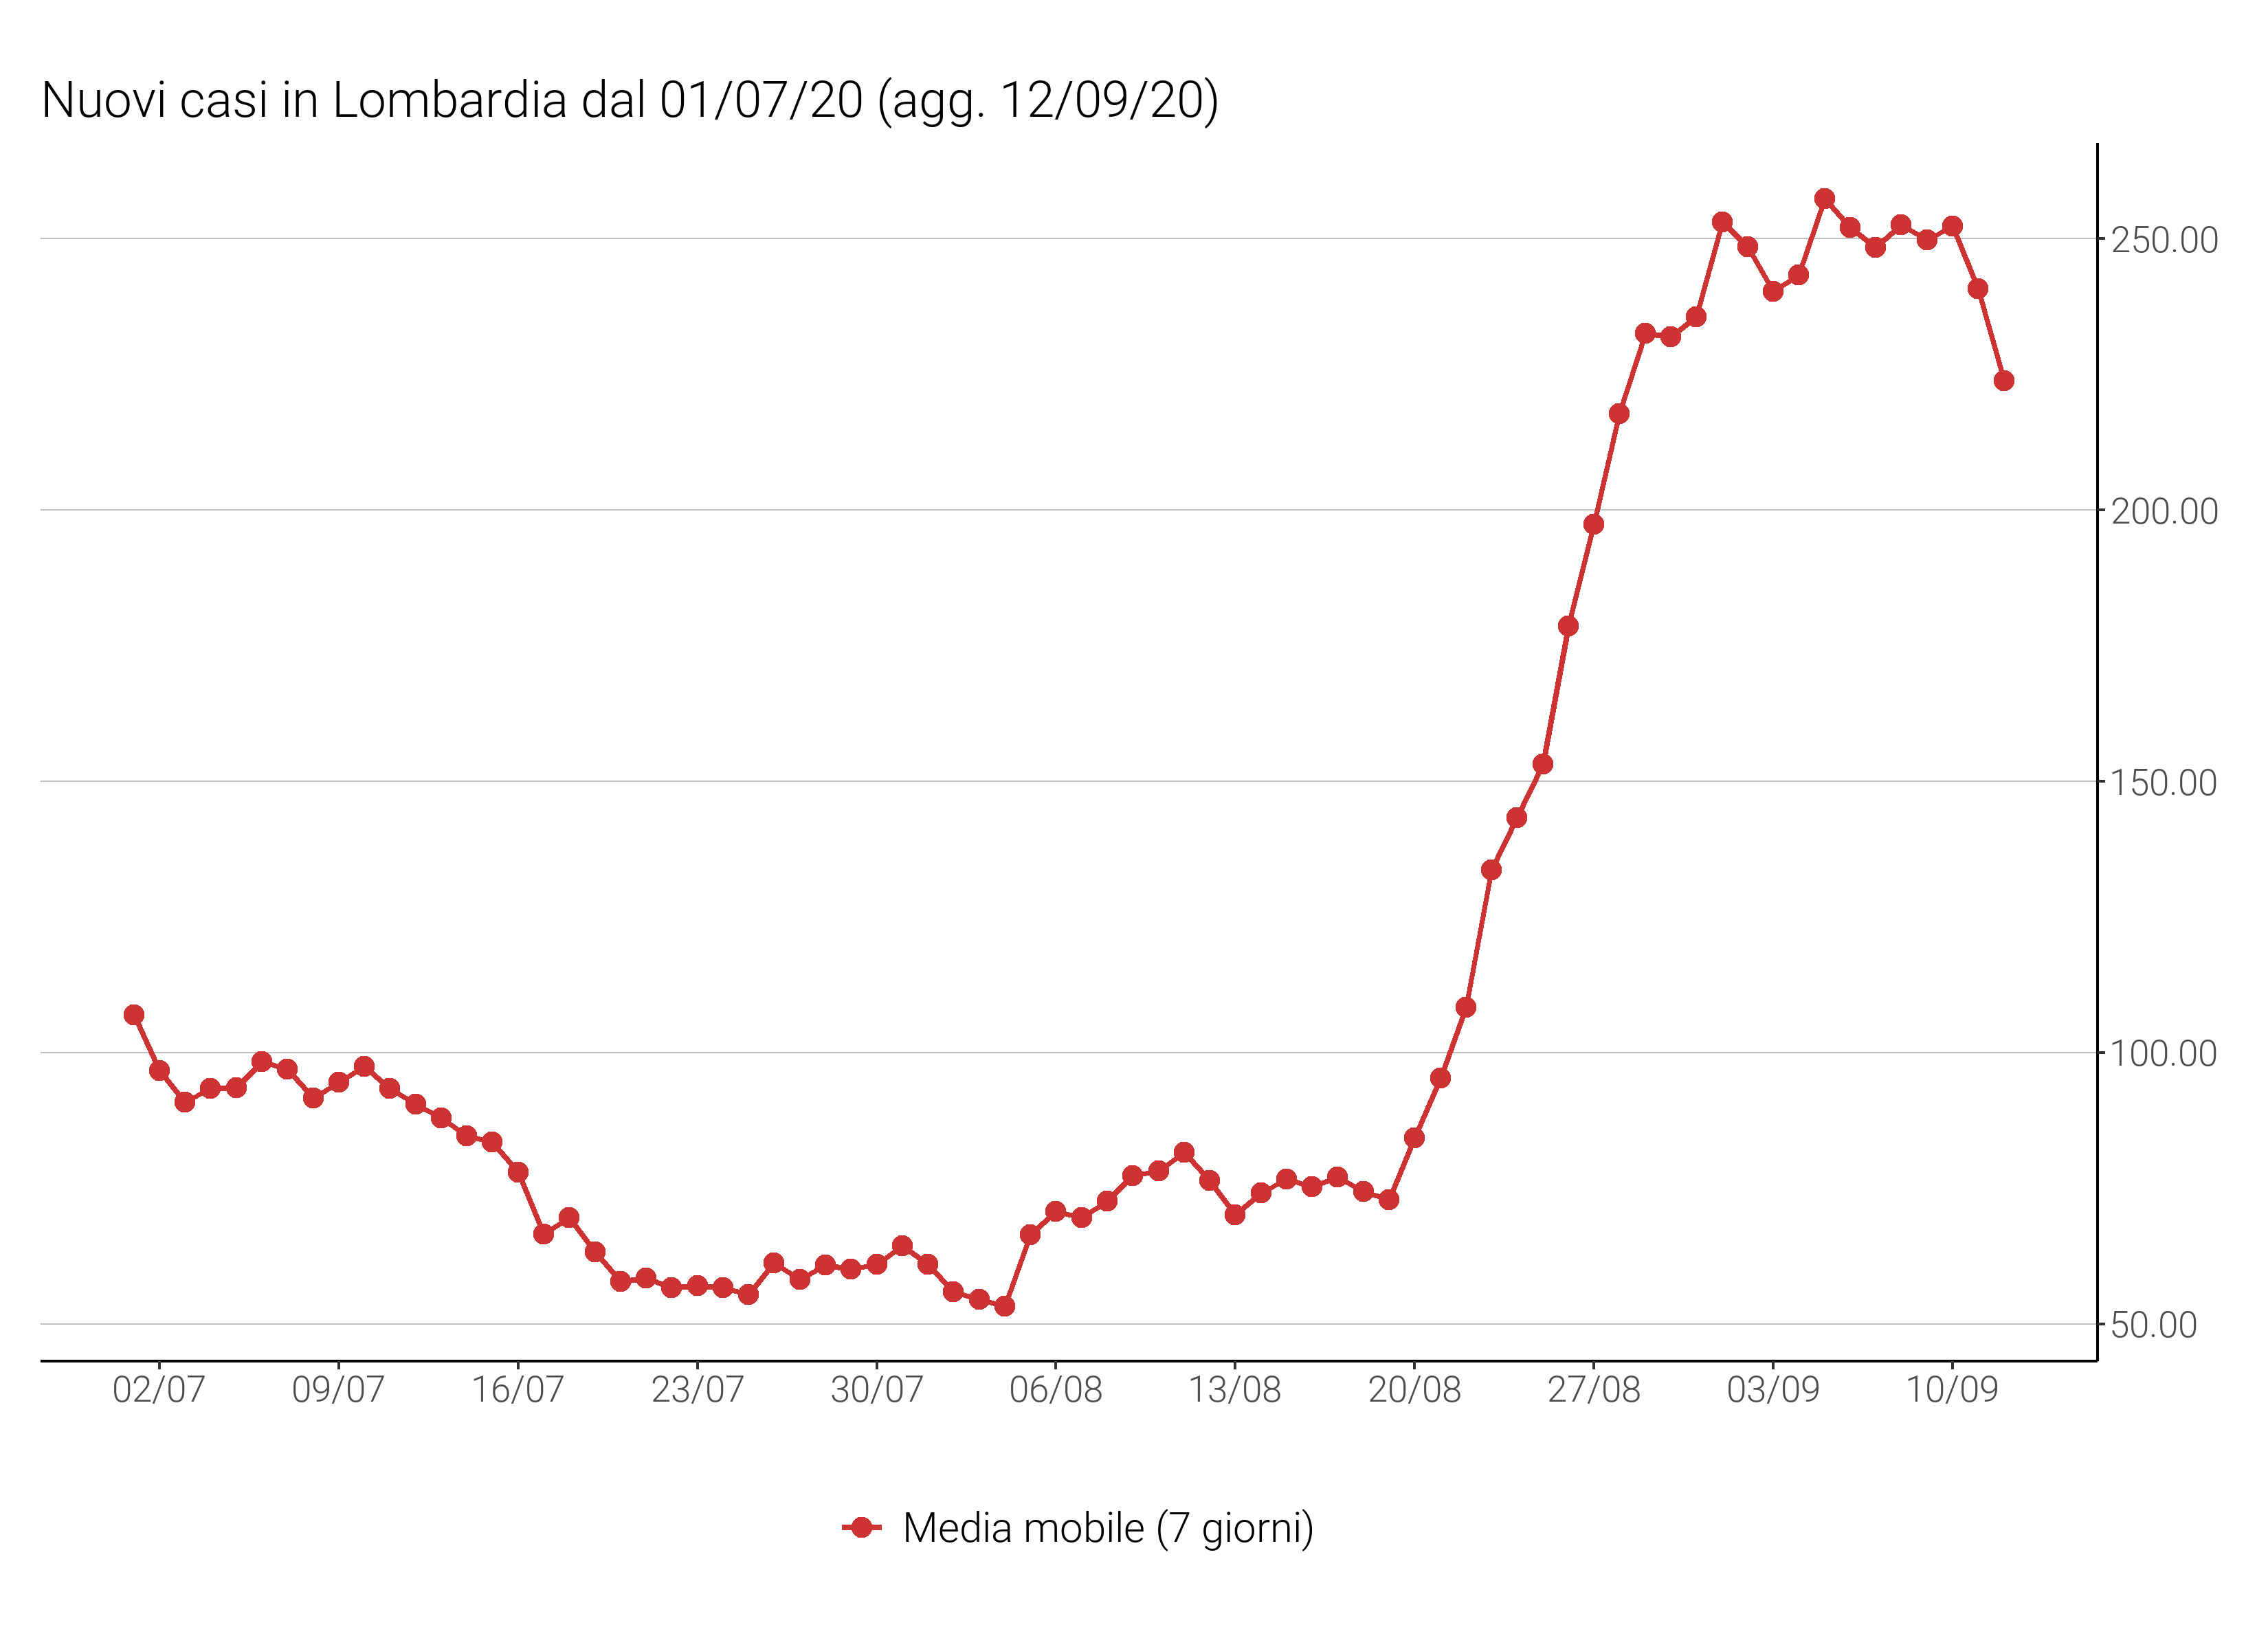 Nuovi casi in Lombardia dal 01/07/20 (agg. 12/09/20)
250.00
200.00
150.00
100.00
50.00
02/07 09/07 16/07 23/07 30/07 06/08 13/08 20/08 27/08 03/09 10/09
Media mobile (7 giorni)